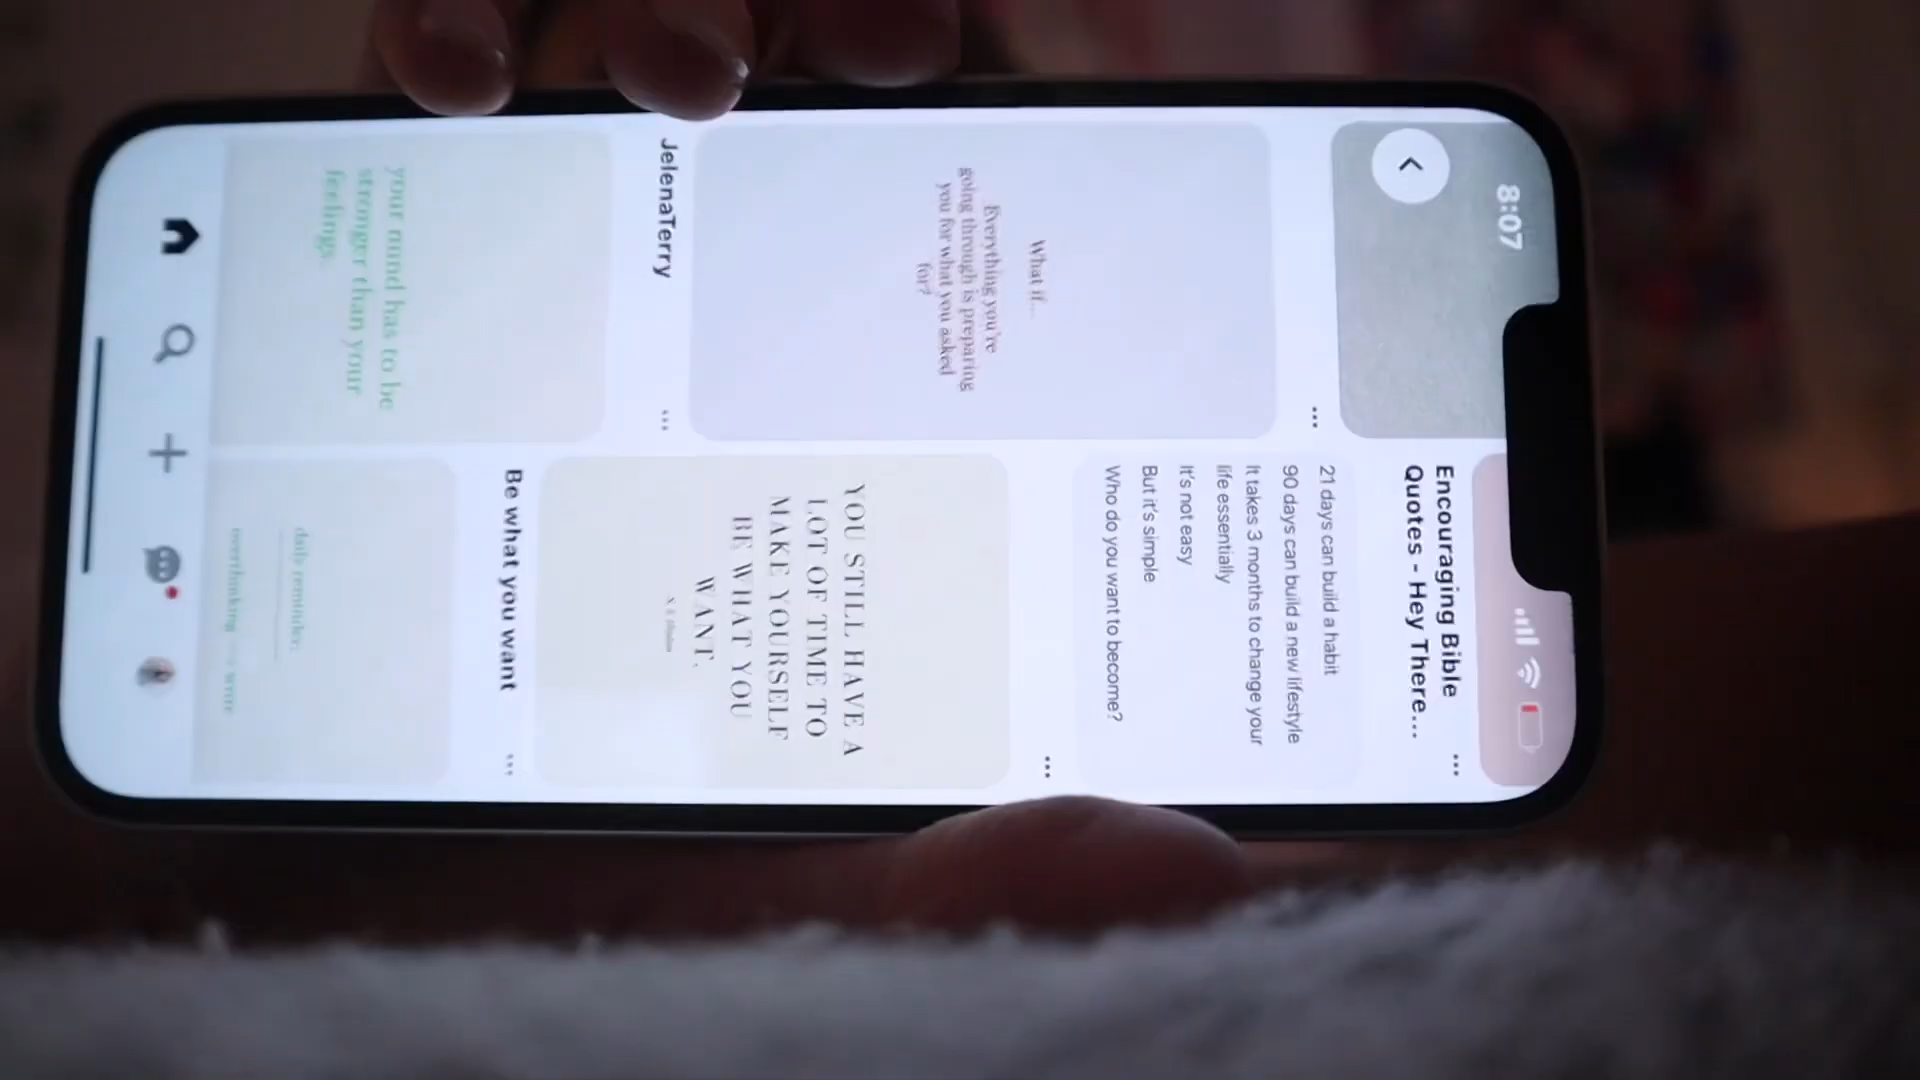 8:07
What if...
Everything you're
going through is preparing
you for what you asked
for?
JelenaTerry
your mind has to be
stronger than your
feelings.
Encouraging Bible
Quotes - Hey There...
21 days can build a habit
90 days can build a new lifestyle
It takes 3 months to change your
life essentially
It's not easy
But it's simple
Who do you want to become?
YOU STILL HAVE A
LOT OF TIME TO
MAKE YOURSELF
BE WHAT YOU
WANT.
Be what you want
daily reminder:
overthinking